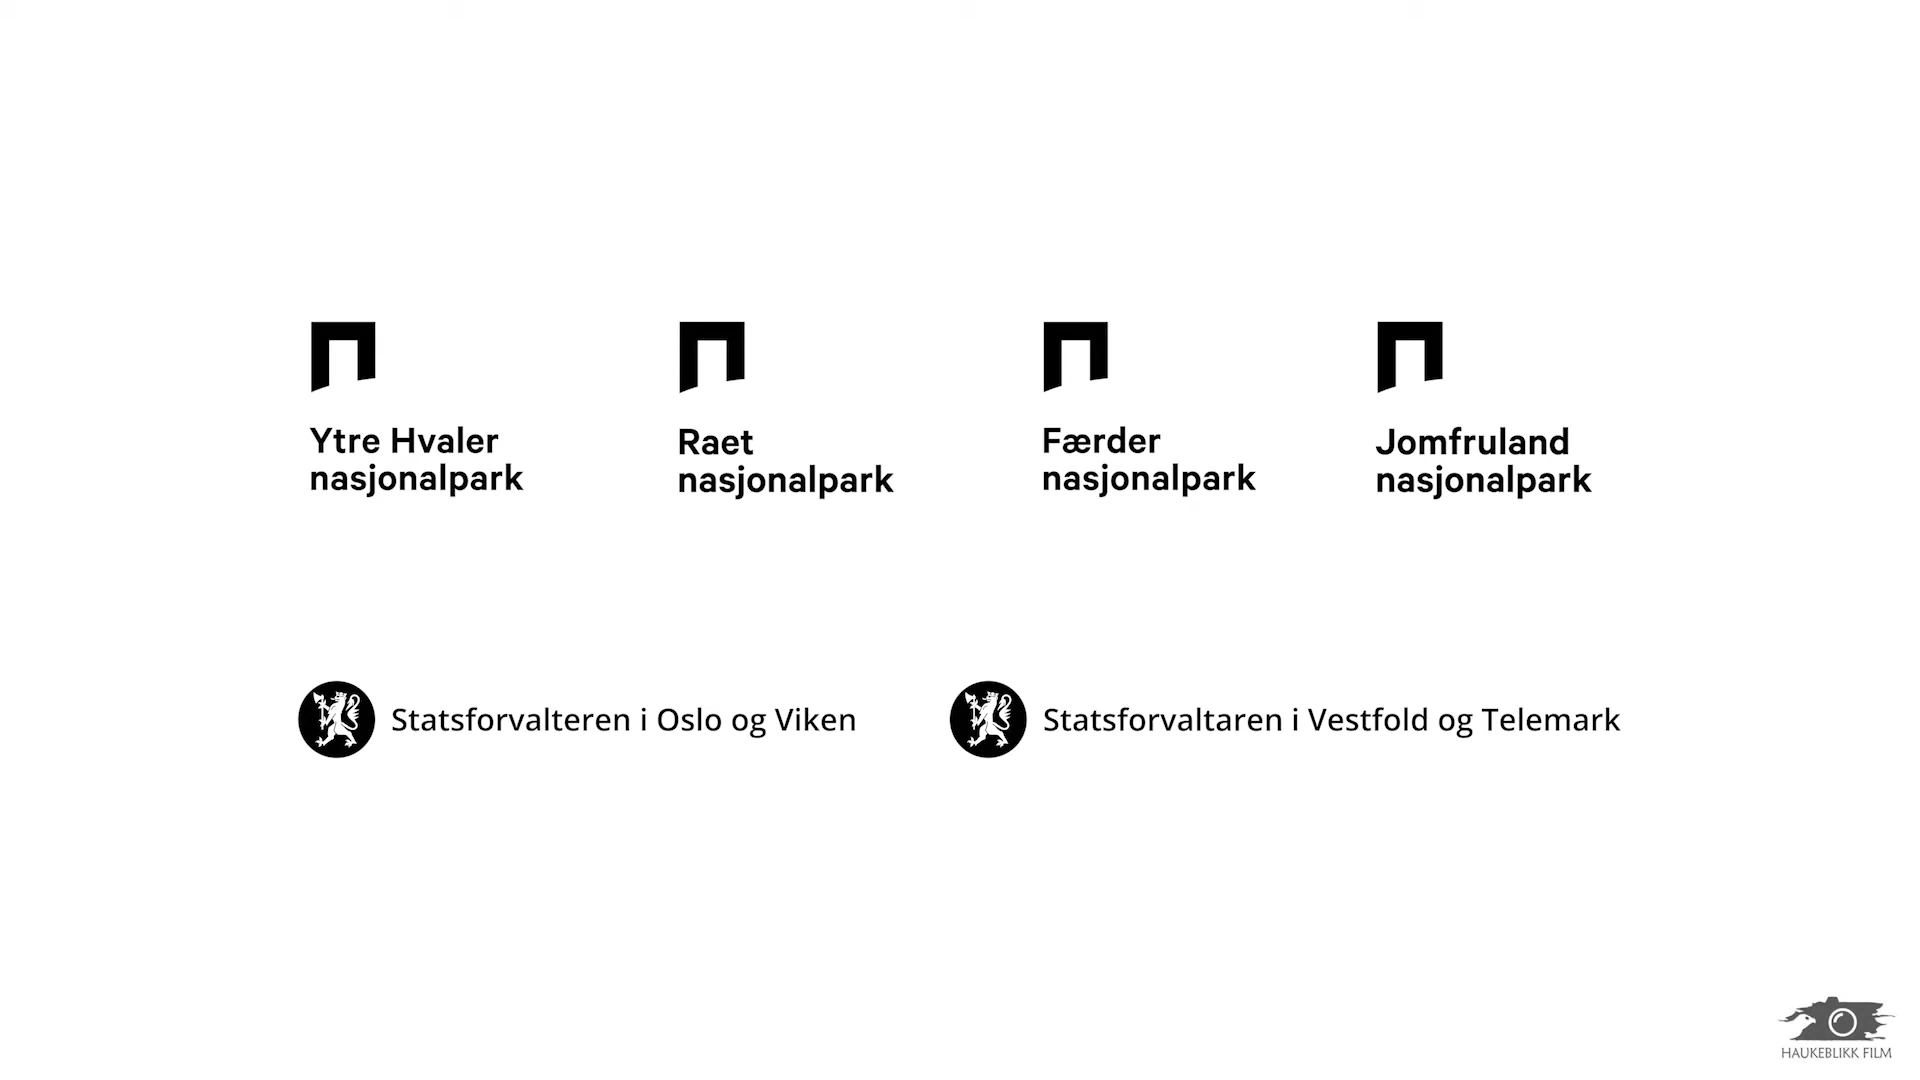 Ytre Hvaler
nasjonalpark
Raet
nasjonalpark
Færder
nasjonalpark
Jomfruland
nasjonalpark
Statsforvalteren i Oslo og Viken
Statsforvaltaren i Vestfold og Telemark
HAUKEBLIKK FILM